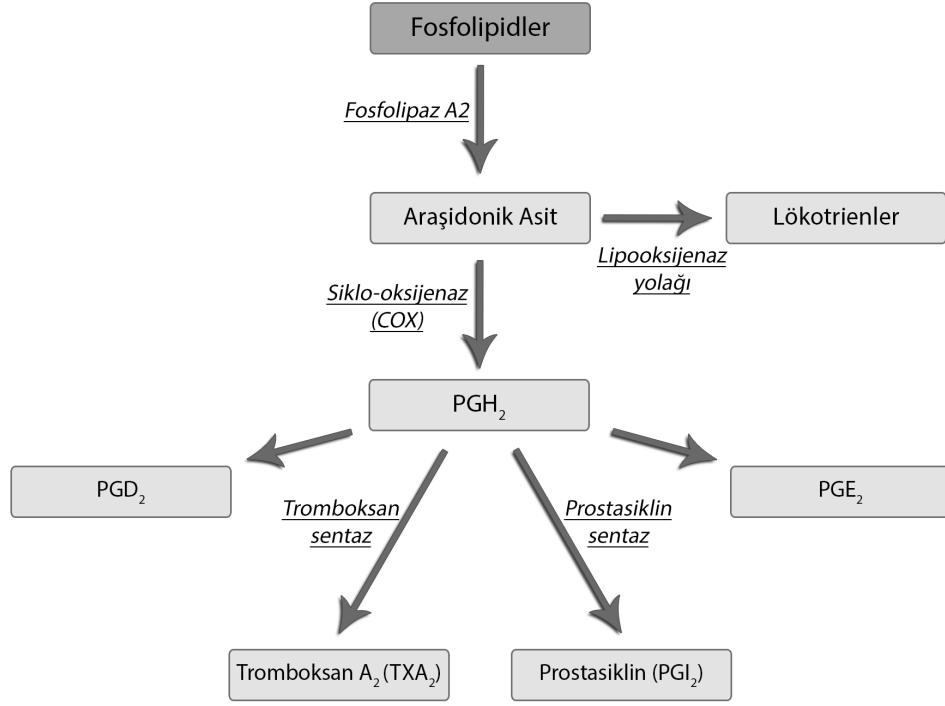 Fosfolipidler
Fosfolipaz A2
Araşidonik Asit
Lökotrienler
Lipooksijenaz
yolağı
Siklo-oksijenaz
(COX)
PGH₂
PGD₂
PGE₂
Tromboksan
sentaz
Prostasiklin
sentaz
Tromboksan A₂ (TXA₂)
Prostasiklin (PGI₂)